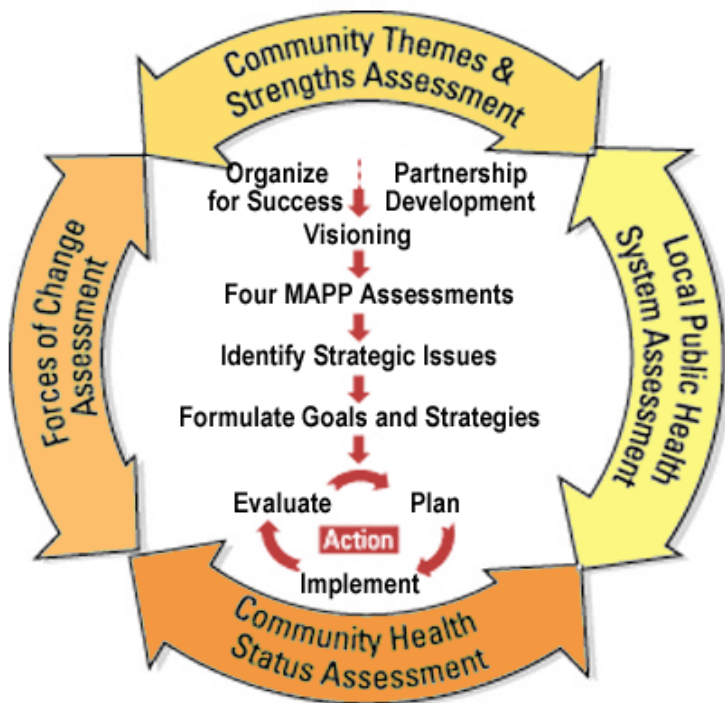 Community Themes &
Strengths Assessment
Organize Partnership
for Success Development
Visioning
Four MAPP Assessments
Identify Strategic Issues
Formulate Goals and Strategies
Evaluate Plan
Action
Implement
Forces of Change
Assessment
Local Public Health
System Assessment
Community Health
Status Assessment